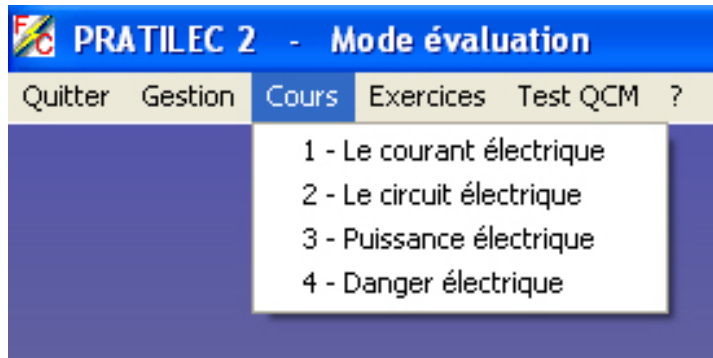 FC PRATILEC 2 - Mode évaluation
Quitter Gestion Cours Exercices Test QCM ?
1 - Le courant électrique
2 - Le circuit électrique
3 - Puissance électrique
4 - Danger électrique